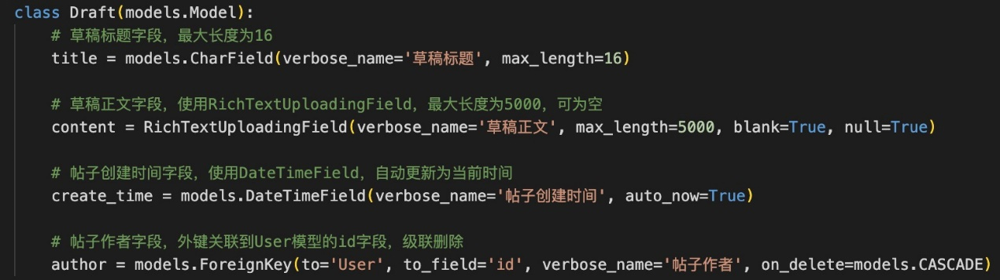 class Draft(models.Model):
    # 草稿标题字段，最大长度为16
    title = models.CharField(verbose_name='草稿标题', max_length=16)
    # 草稿正文字段，使用RichTextUploadingField，最大长度为5000，可为空
    content = RichTextUploadingField(verbose_name='草稿正文', max_length=5000, blank=True, null=True)
    # 帖子创建时间字段，使用DateTimeField，自动更新为当前时间
    create_time = models.DateTimeField(verbose_name='帖子创建时间', auto_now=True)
    # 帖子作者字段，外键关联到User模型的id字段，级联删除
    author = models.ForeignKey(to='User', to_field='id', verbose_name='帖子作者', on_delete=models.CASCADE)